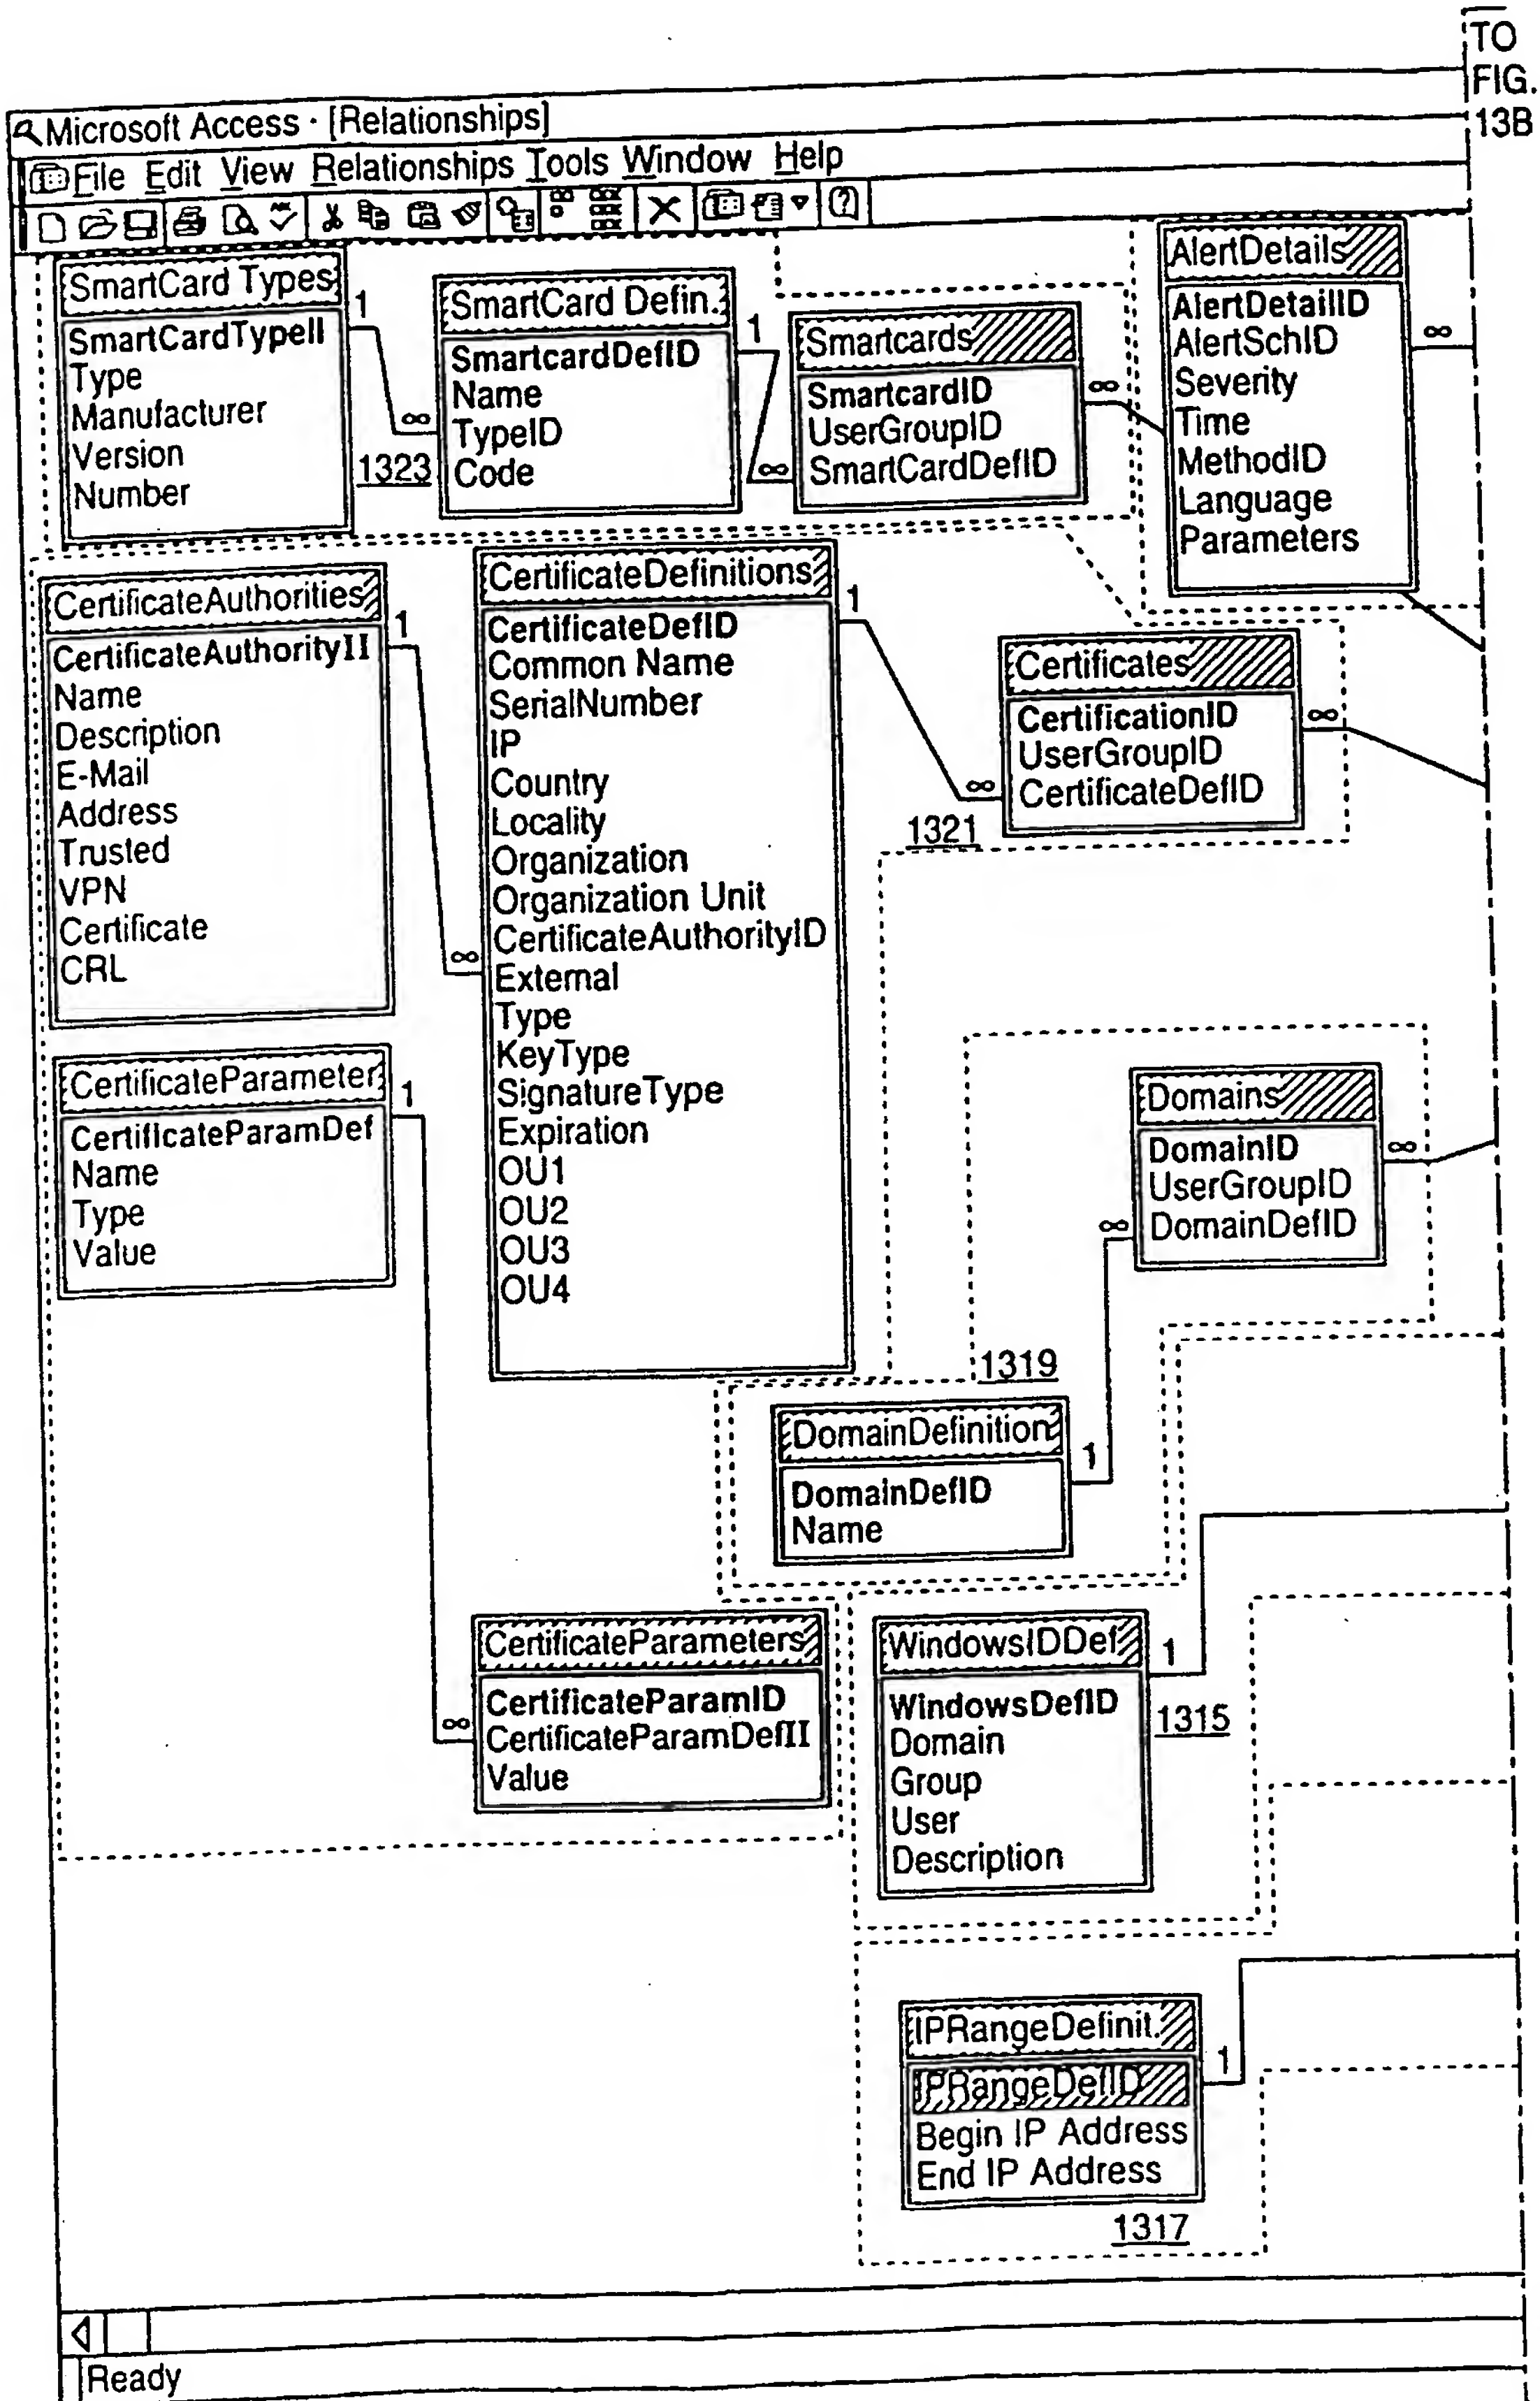 TO
FIG.
13B
Microsoft Access · [Relationships]
File Edit View Relationships Tools Window Help
SmartCard Types
SmartCardTypeII
Type
Manufacturer
Version
Number
1
∞
1323
SmartCard Defin.
SmartcardDefID
Name
TypeID
Code
1
∞
Smartcards
SmartcardID
UserGroupID
SmartCardDefID
∞
AlertDetails
AlertDetailID
AlertSchID
Severity
Time
MethodID
Language
Parameters
∞
CertificateAuthorities
CertificateAuthorityII
Name
Description
E-Mail
Address
Trusted
VPN
Certificate
CRL
1
∞
CertificateDefinitions
CertificateDefID
Common Name
SerialNumber
IP
Country
Locality
Organization
Organization Unit
CertificateAuthorityID
External
Type
KeyType
SignatureType
Expiration
OU1
OU2
OU3
OU4
1
∞
Certificates
CertificationID
UserGroupID
CertificateDefID
∞
1321
CertificateParameter
CertificateParamDef
Name
Type
Value
1
∞
Domains
DomainID
UserGroupID
DomainDefID
∞
∞
1319
DomainDefinition
DomainDefID
Name
1
CertificateParameters
CertificateParamID
CertificateParamDefII
Value
WindowsIDDef
WindowsDefID
Domain
Group
User
Description
1
1315
IPRangeDefinit.
IPRangeDefID
Begin IP Address
End IP Address
1
1317
Ready